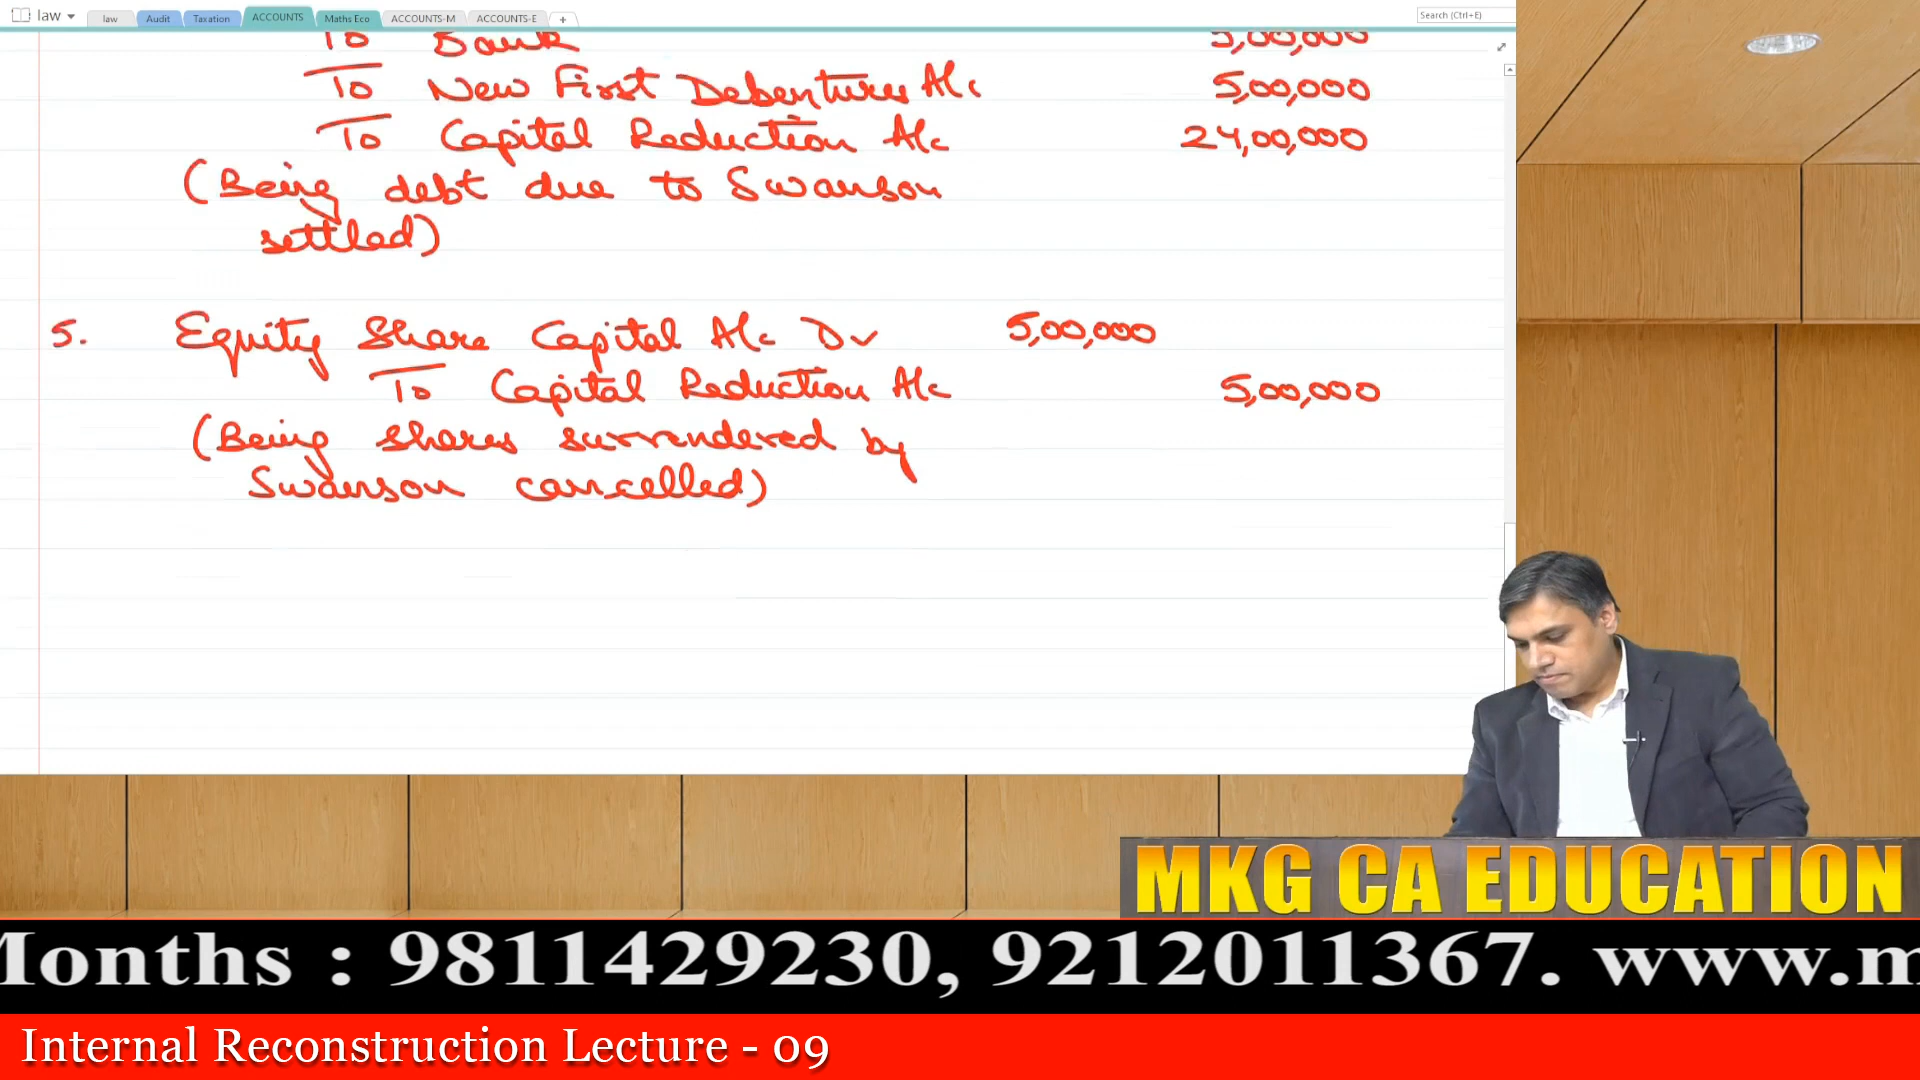 law
law Audit Taxation ACCOUNTS Maths Eco ACCOUNTS-M ACCOUNTS-E +
Search (Ctrl+E)
To Bank 5,00,000
To New First Debentures A/c 5,00,000
To Capital Reduction A/c 24,00,000
(Being debt due to Swanson
settled)
5. Equity Share Capital A/c Dr 5,00,000
To Capital Reduction A/c 5,00,000
(Being shares surrendered by
Swanson cancelled)
MKG CA EDUCATION
Months : 9811429230, 9212011367. www.m
Internal Reconstruction Lecture - 09